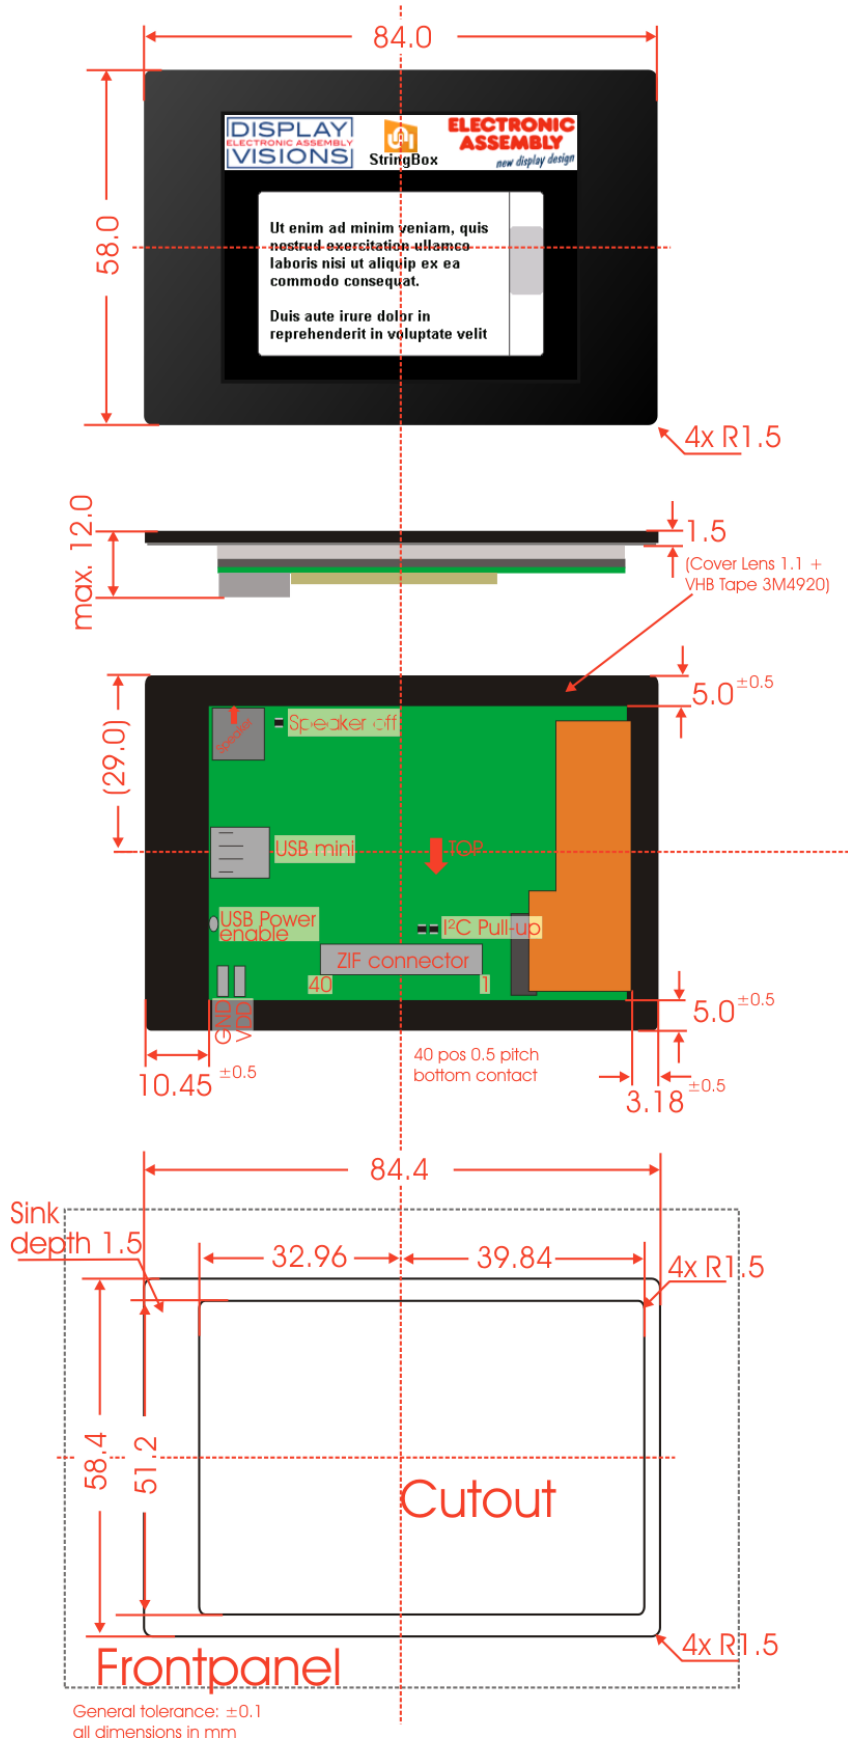 84.0
58.0
DISPLAY
ELECTRONIC ASSEMBLY
VISIONS
StringBox
ELECTRONIC
ASSEMBLY
new display design
Ut enim ad minim veniam, quis
nostrud exercitation ullamco
laboris nisi ut aliquip ex ea
commodo consequat.
Duis aute irure dolor in
reprehenderit in voluptate velit
4x R1.5
max. 12.0
1.5
(Cover Lens 1.1 +
VHB Tape 3M4920)
5.0 ±0.5
(29.0)
Speaker
Speaker off
USB mini
TOP
USB Power
enable
I²C Pull-up
ZIF connector
40
1
GND
VDD
5.0 ±0.5
10.45 ±0.5
40 pos 0.5 pitch
bottom contact
3.18 ±0.5
84.4
Sink
depth 1.5
32.96
39.84
4x R1.5
58.4
51.2
Cutout
4x R1.5
Frontpanel
General tolerance: ±0.1
all dimensions in mm